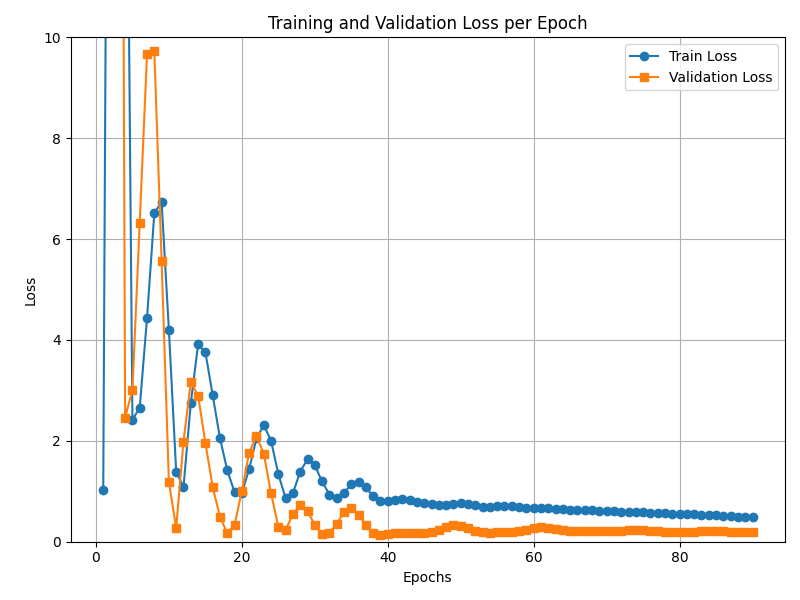 Training and Validation Loss per Epoch
Train Loss
Validation Loss
Loss
10
8
6
4
2
0
0 20 40 60 80
Epochs